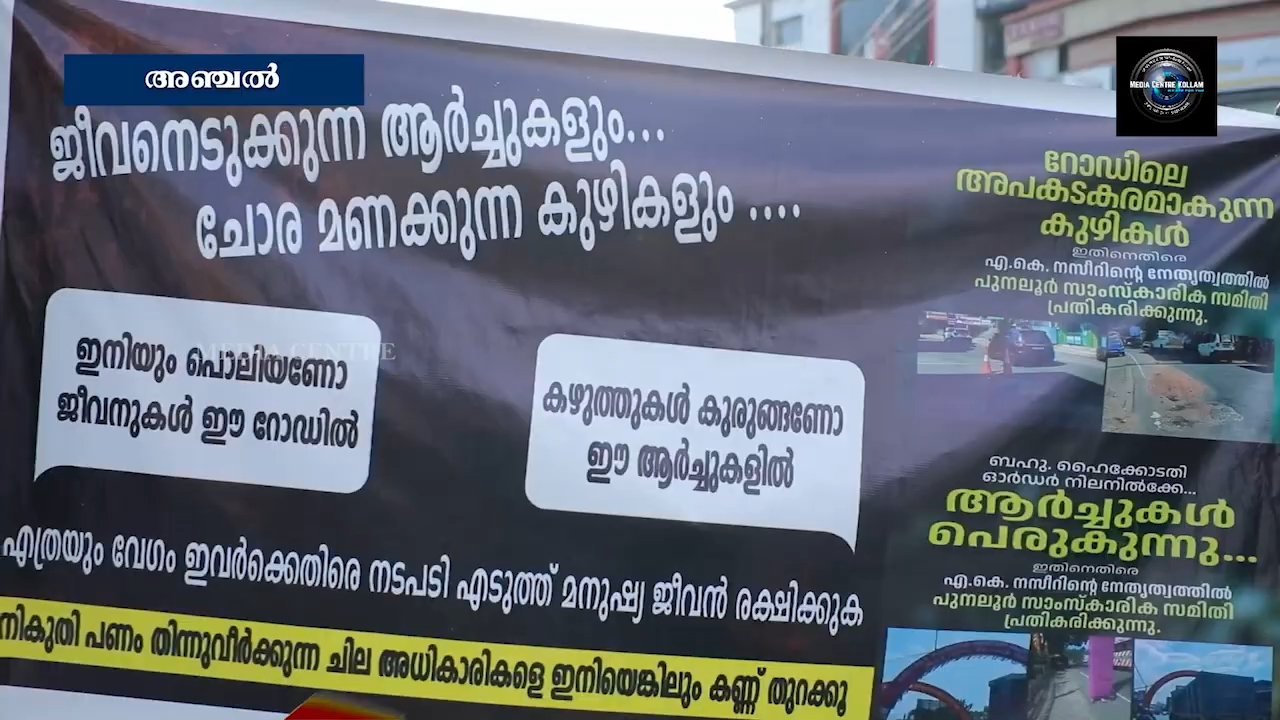 അഞ്ചൽ
MEDIA CENTRE KOLLAM
ജീവനെടുക്കുന്ന ആർച്ചുകളും...
ചോര മണക്കുന്ന കുഴികളും ....
ഇനിയും പൊലിയണോ
ജീവനുകൾ ഈ റോഡിൽ
MEDIA CENTRE
കഴുത്തുകൾ കുരുങ്ങണോ
ഈ ആർച്ചുകളിൽ
എത്രയും വേഗം ഇവർക്കെതിരെ നടപടി എടുത്ത് മനുഷ്യ ജീവൻ രക്ഷിക്കുക
നികുതി പണം തിന്നുവീർക്കുന്ന ചില അധികാരികളെ ഇനിയെങ്കിലും കണ്ണ് തുറക്കൂ
റോഡിലെ
അപകടകരമാകുന്ന
കുഴികൾ
ഇതിനെതിരെ
എ.കെ. നസീറിന്റെ നേതൃത്വത്തിൽ
പുനലൂർ സാംസ്കാരിക സമിതി
പ്രതികരിക്കുന്നു.
ബഹു. ഹൈക്കോടതി
ഓർഡർ നിലനിൽക്കേ...
ആർച്ചുകൾ
പെരുകുന്നു...
ഇതിനെതിരെ
എ.കെ. നസീറിന്റെ നേതൃത്വത്തിൽ
പുനലൂർ സാംസ്കാരിക സമിതി
പ്രതികരിക്കുന്നു.